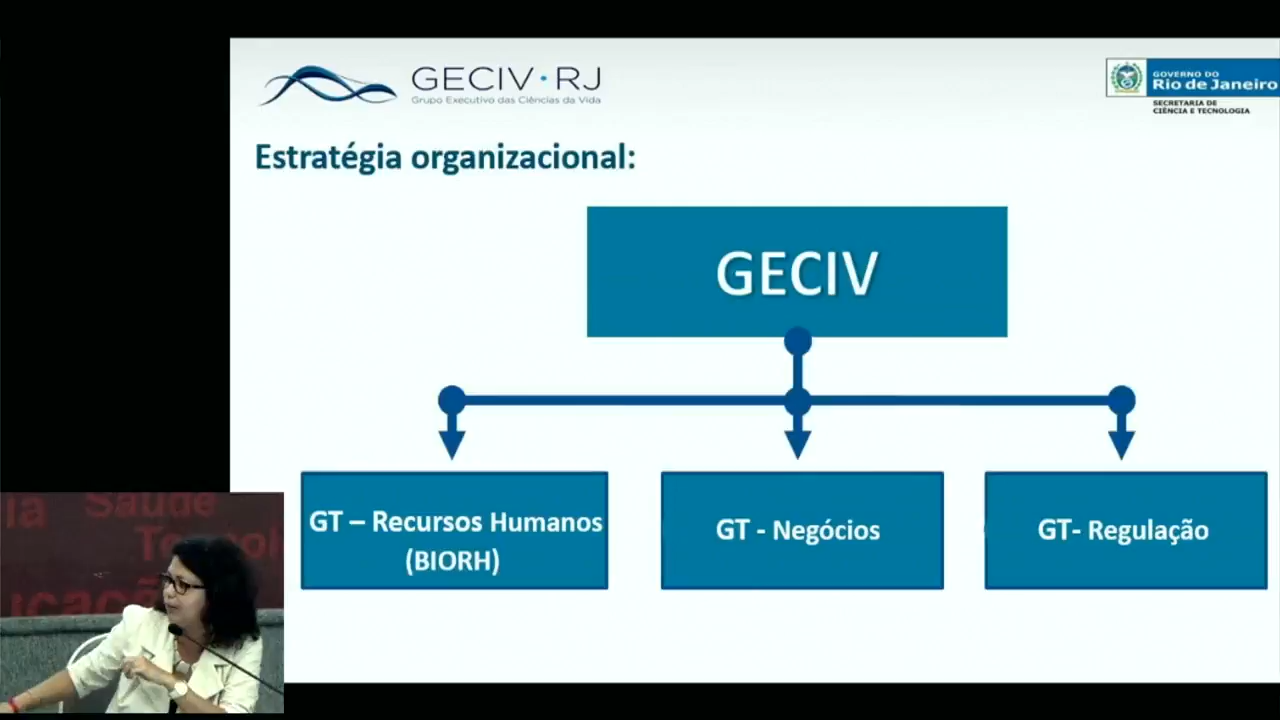 GECIV·RJ
Grupo Executivo das Ciências da Vida
GOVERNO DO
Rio de Janeiro
SECRETARIA DE
CIÊNCIA E TECNOLOGIA
Estratégia organizacional:
GECIV
GT – Recursos Humanos
(BIORH)
GT - Negócios
GT- Regulação
Saúde